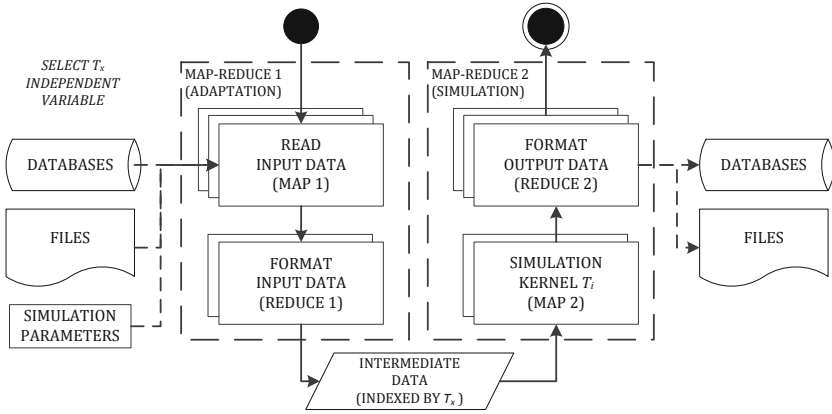 SELECT Tx
INDEPENDENT
VARIABLE
DATABASES
FILES
SIMULATION
PARAMETERS
MAP-REDUCE 1
(ADAPTATION)
READ
INPUT DATA
(MAP 1)
FORMAT
INPUT DATA
(REDUCE 1)
INTERMEDIATE
DATA
(INDEXED BY Tx )
MAP-REDUCE 2
(SIMULATION)
FORMAT
OUTPUT DATA
(REDUCE 2)
SIMULATION
KERNEL Ti
(MAP 2)
DATABASES
FILES